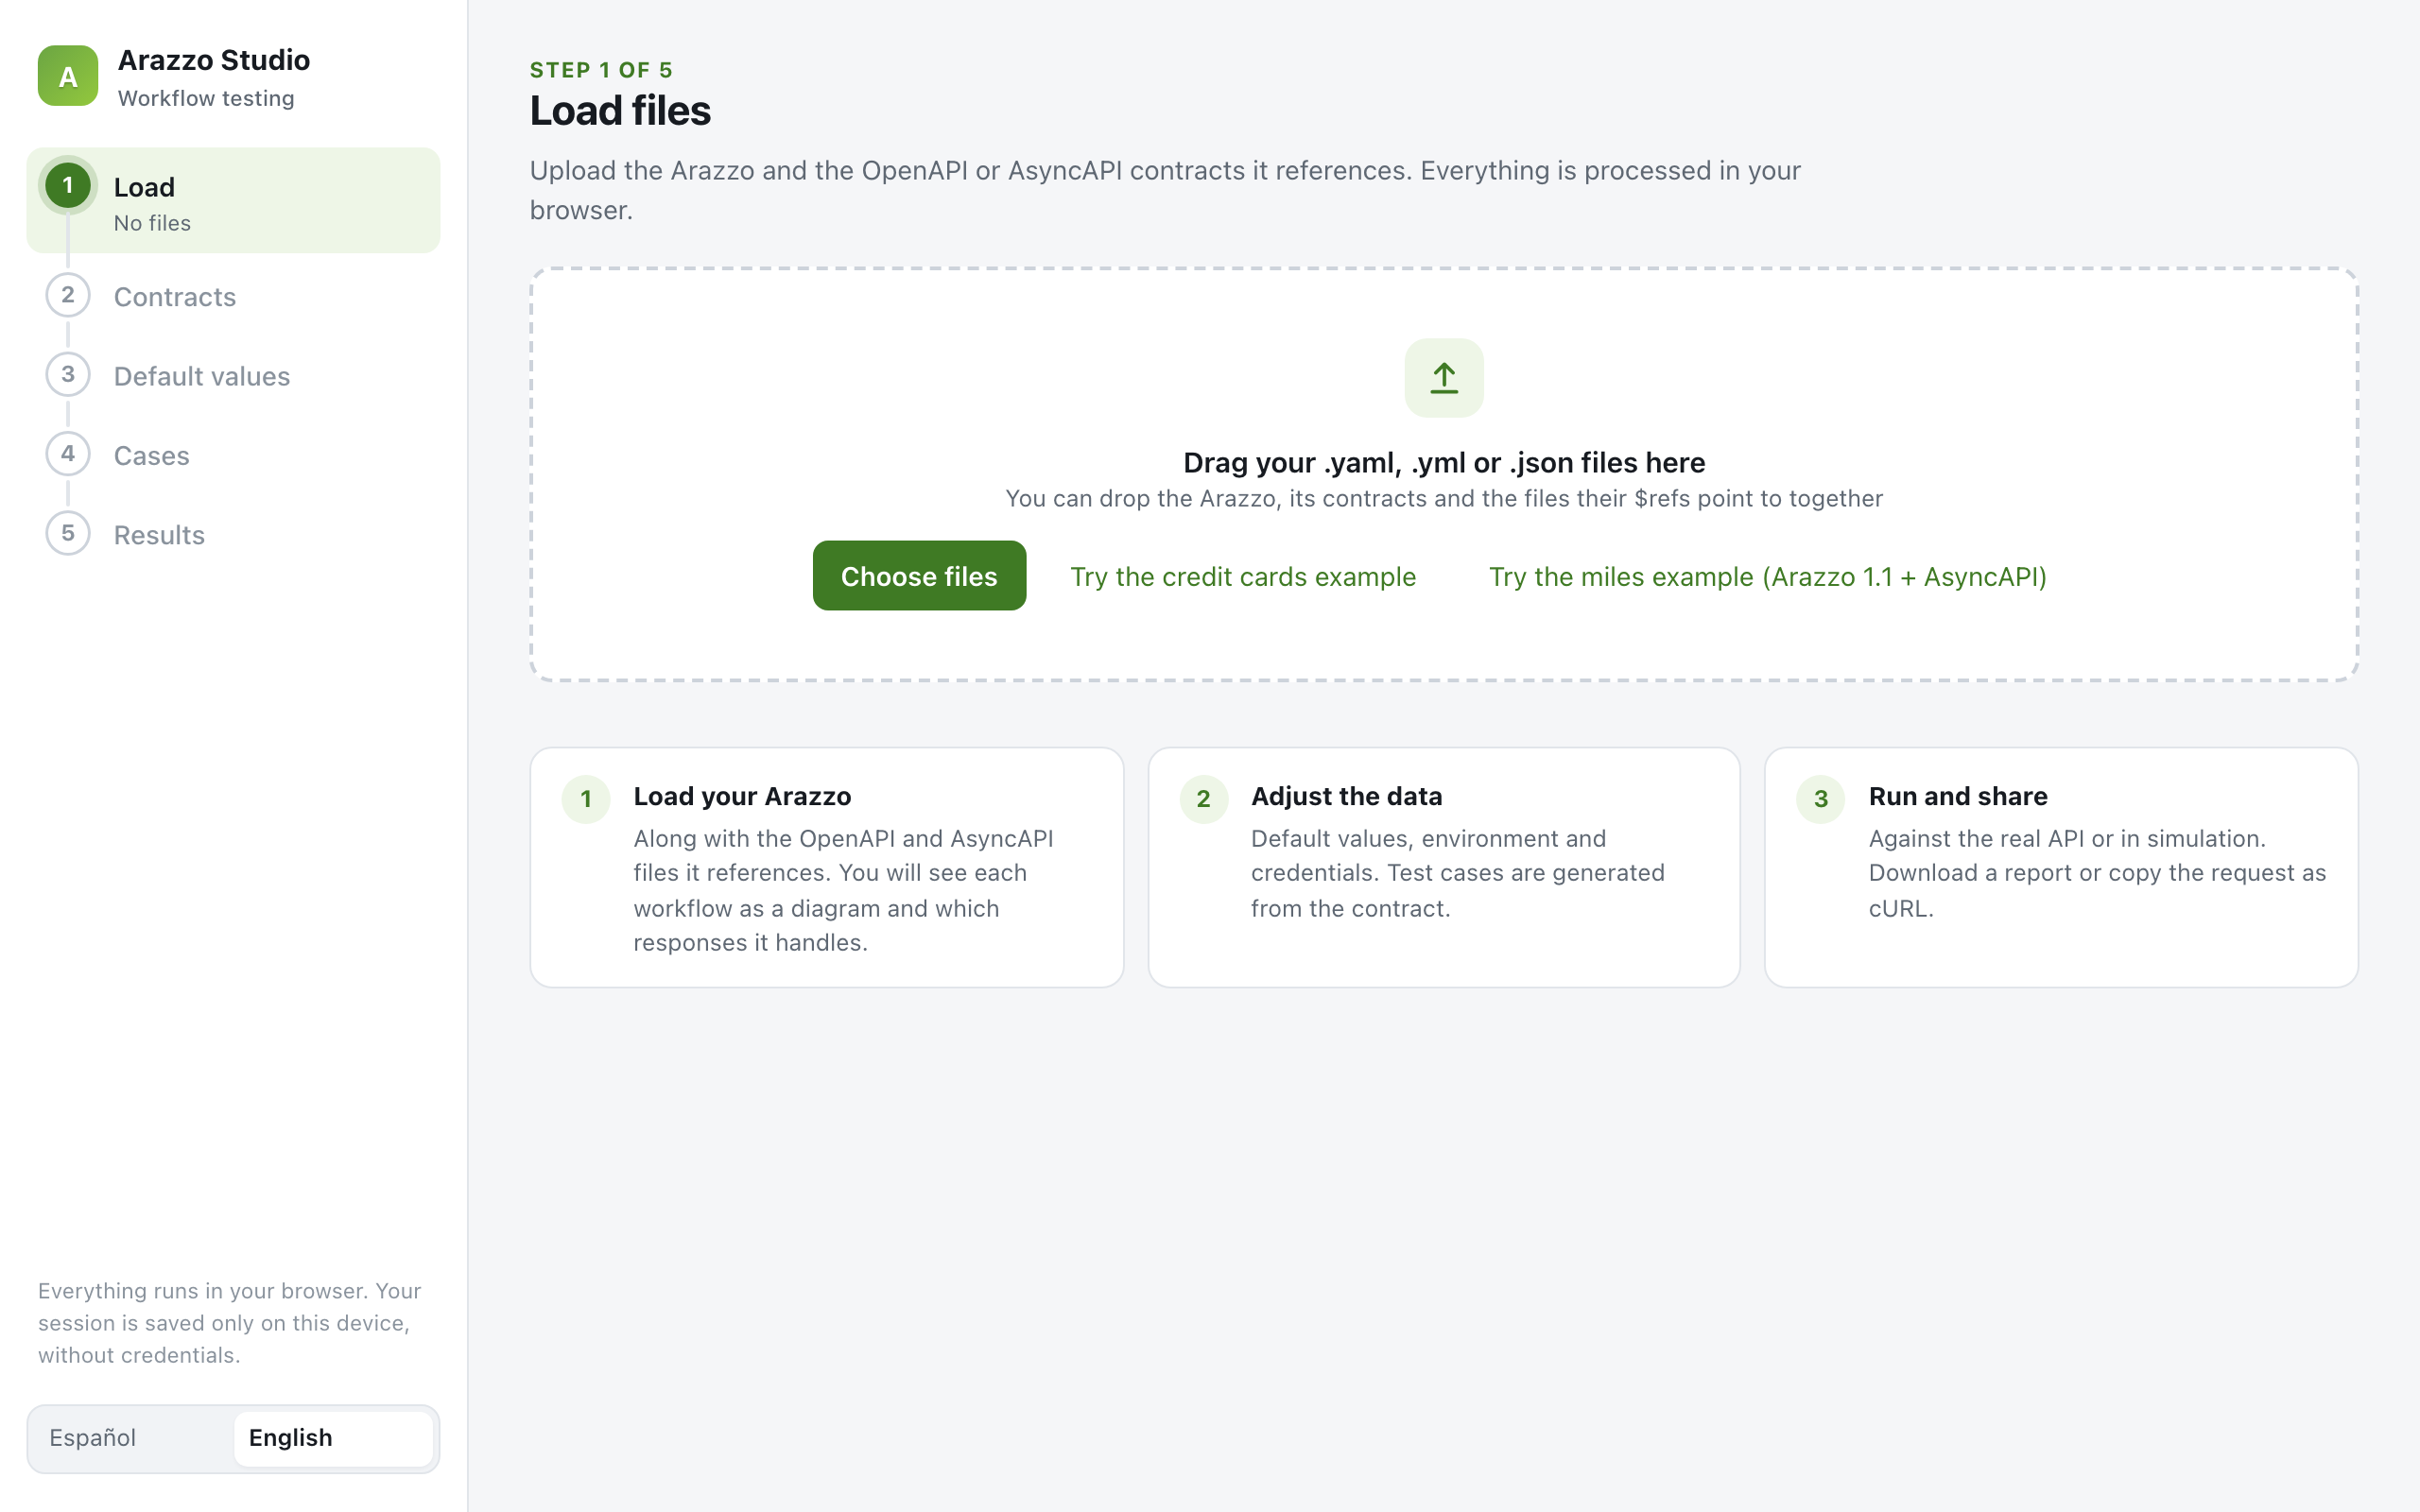 A
Arazzo Studio
Workflow testing
1
Load
No files
2
Contracts
3
Default values
4
Cases
5
Results
Everything runs in your browser. Your
session is saved only on this device,
without credentials.
Español
English
STEP 1 OF 5
Load files
Upload the Arazzo and the OpenAPI or AsyncAPI contracts it references. Everything is processed in your
browser.
Drag your .yaml, .yml or .json files here
You can drop the Arazzo, its contracts and the files their $refs point to together
Choose files
Try the credit cards example
Try the miles example (Arazzo 1.1 + AsyncAPI)
1
Load your Arazzo
Along with the OpenAPI and AsyncAPI
files it references. You will see each
workflow as a diagram and which
responses it handles.
2
Adjust the data
Default values, environment and
credentials. Test cases are generated
from the contract.
3
Run and share
Against the real API or in simulation.
Download a report or copy the request as
cURL.